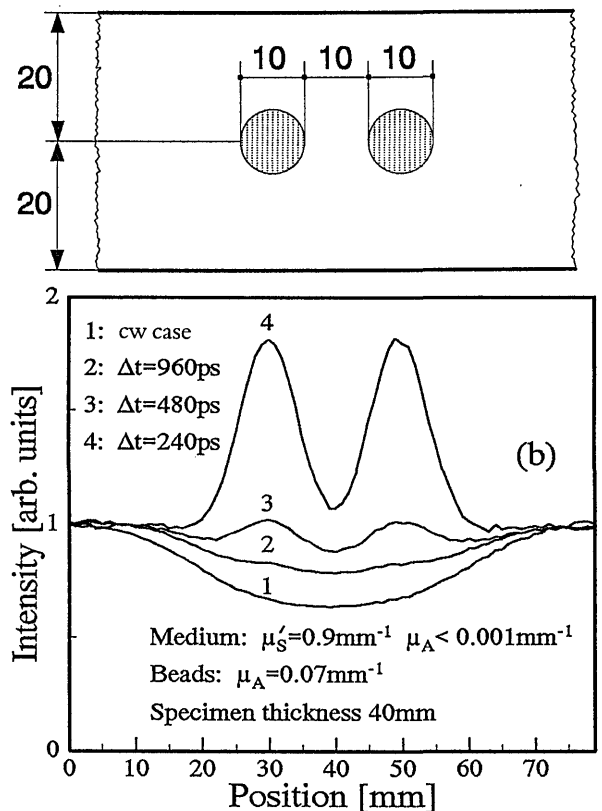 10 10 10
20
20
2
1: cw case
2: Δt=960ps
3: Δt=480ps
4: Δt=240ps
4
(b)
3
1
2
1
Intensity [arb. units]
Medium: μ′S=0.9mm⁻¹ μA< 0.001mm⁻¹
Beads: μA=0.07mm⁻¹
Specimen thickness 40mm
0
0 10 20 30 40 50 60 70
Position [mm]